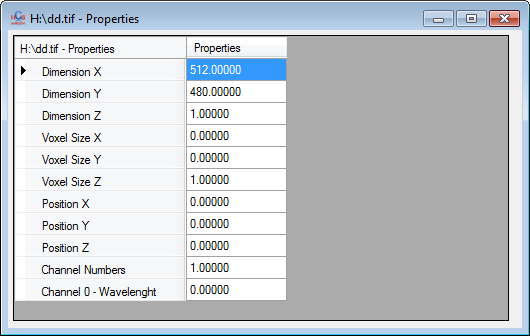 H:\dd.tif - Properties
H:\dd.tif - Properties Properties
Dimension X 512.00000
Dimension Y 480.00000
Dimension Z 1.00000
Voxel Size X 0.00000
Voxel Size Y 0.00000
Voxel Size Z 1.00000
Position X 0.00000
Position Y 0.00000
Position Z 0.00000
Channel Numbers 1.00000
Channel 0 - Wavelenght 0.00000